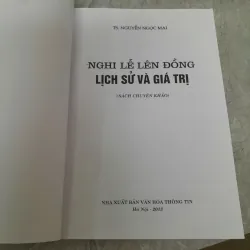 TS. NGUYỄN NGỌC MAI
NGHI LỄ LÊN ĐỒNG
LỊCH SỬ VÀ GIÁ TRỊ
(SÁCH CHUYÊN KHẢO)
NHÀ XUẤT BẢN VĂN HÓA THÔNG TIN
Hà Nội - 2013